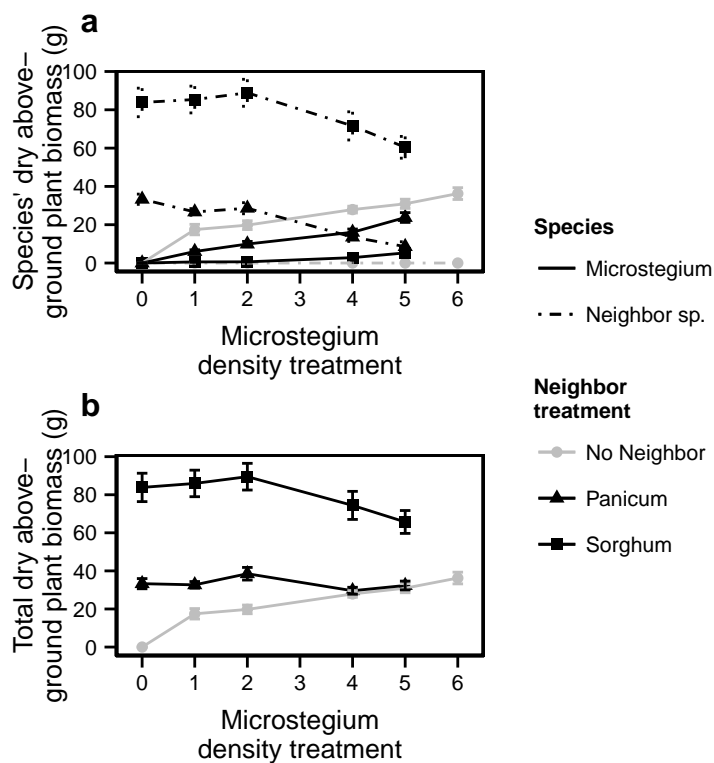 a
Species' dry above−
ground plant biomass (g)
100
80
60
40
20
0
0 1 2 3 4 5 6
Microstegium
density treatment
b
Total dry above−
ground plant biomass (g)
100
80
60
40
20
0
0 1 2 3 4 5 6
Microstegium
density treatment
Species
Microstegium
Neighbor sp.
Neighbor
treatment
No Neighbor
Panicum
Sorghum